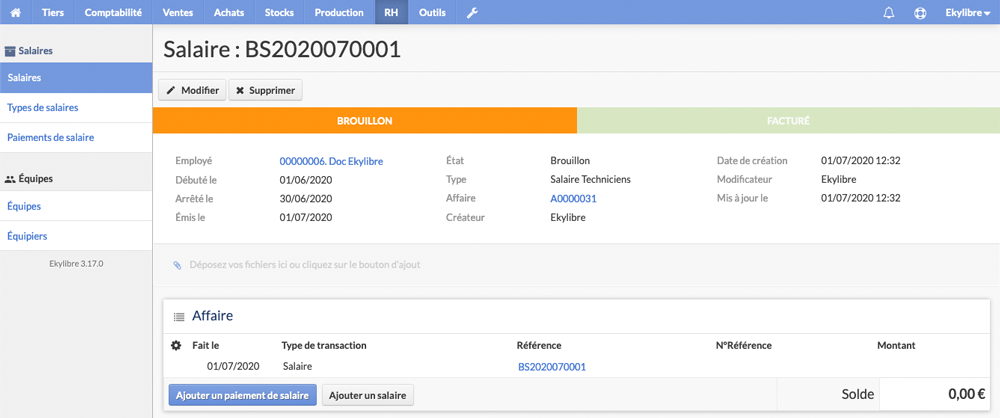 Tiers Comptabilité Ventes Achats Stocks Production RH Outils Ekylibre
Salaires
Salaires
Types de salaires
Paiements de salaire
Équipes
Équipes
Équipiers
Ekylibre 3.17.0
Salaire : BS2020070001
Modifier Supprimer
BROUILLON FACTURÉ
Employé 00000006. Doc Ekylibre État Brouillon Date de création 01/07/2020 12:32
Débuté le 01/06/2020 Type Salaire Techniciens Modificateur Ekylibre
Arrêté le 30/06/2020 Affaire A0000031 Mis à jour le 01/07/2020 12:32
Émis le 01/07/2020 Créateur Ekylibre
Déposez vos fichiers ici ou cliquez sur le bouton d'ajout
Affaire
Fait le Type de transaction Référence N°Référence Montant
01/07/2020 Salaire BS2020070001
Ajouter un paiement de salaire Ajouter un salaire Solde 0,00 €